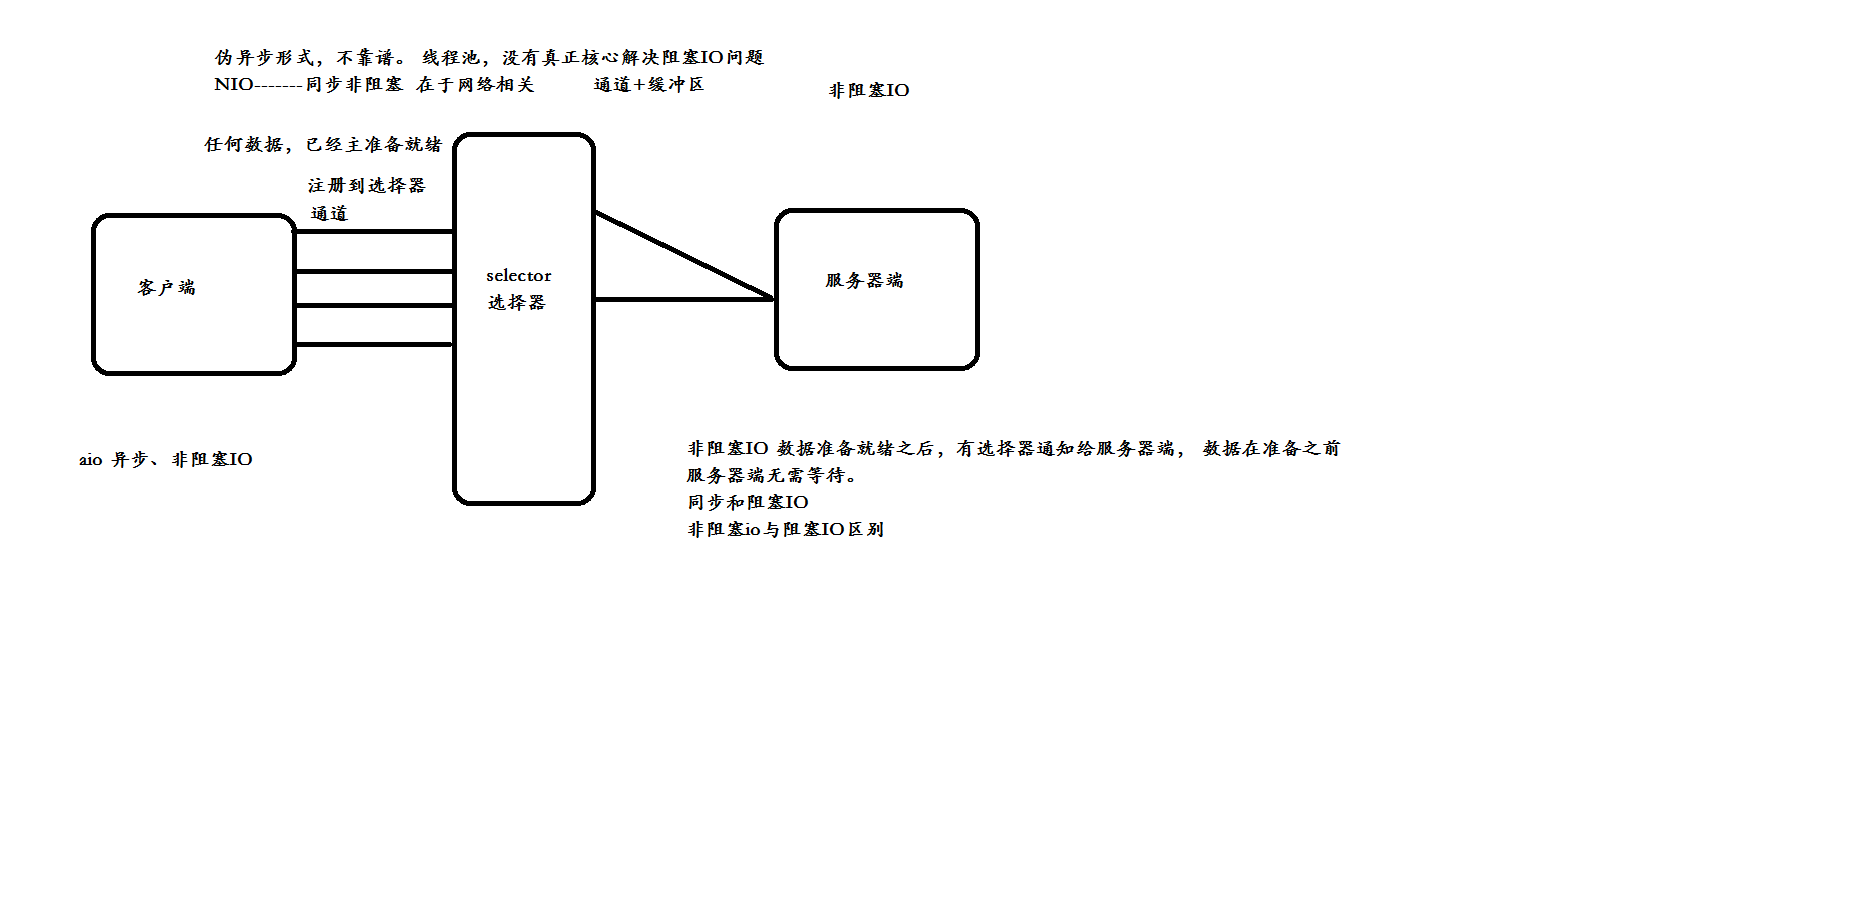 伪异步形式，不靠谱。 线程池，没有真正核心解决阻塞IO问题
NIO-------同步非阻塞 在于网络相关 通道+缓冲区
非阻塞IO
任何数据，已经主准备就绪
注册到选择器
通道
客户端
selector
选择器
服务器端
aio 异步、非阻塞IO
非阻塞IO 数据准备就绪之后，有选择器通知给服务器端， 数据在准备之前
服务器端无需等待。
同步和阻塞IO
非阻塞io与阻塞IO区别